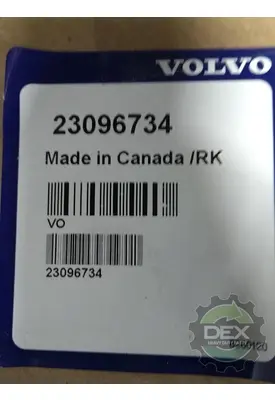 VOLVO
23096734
Made in Canada /RK
VO
23096734
DEX